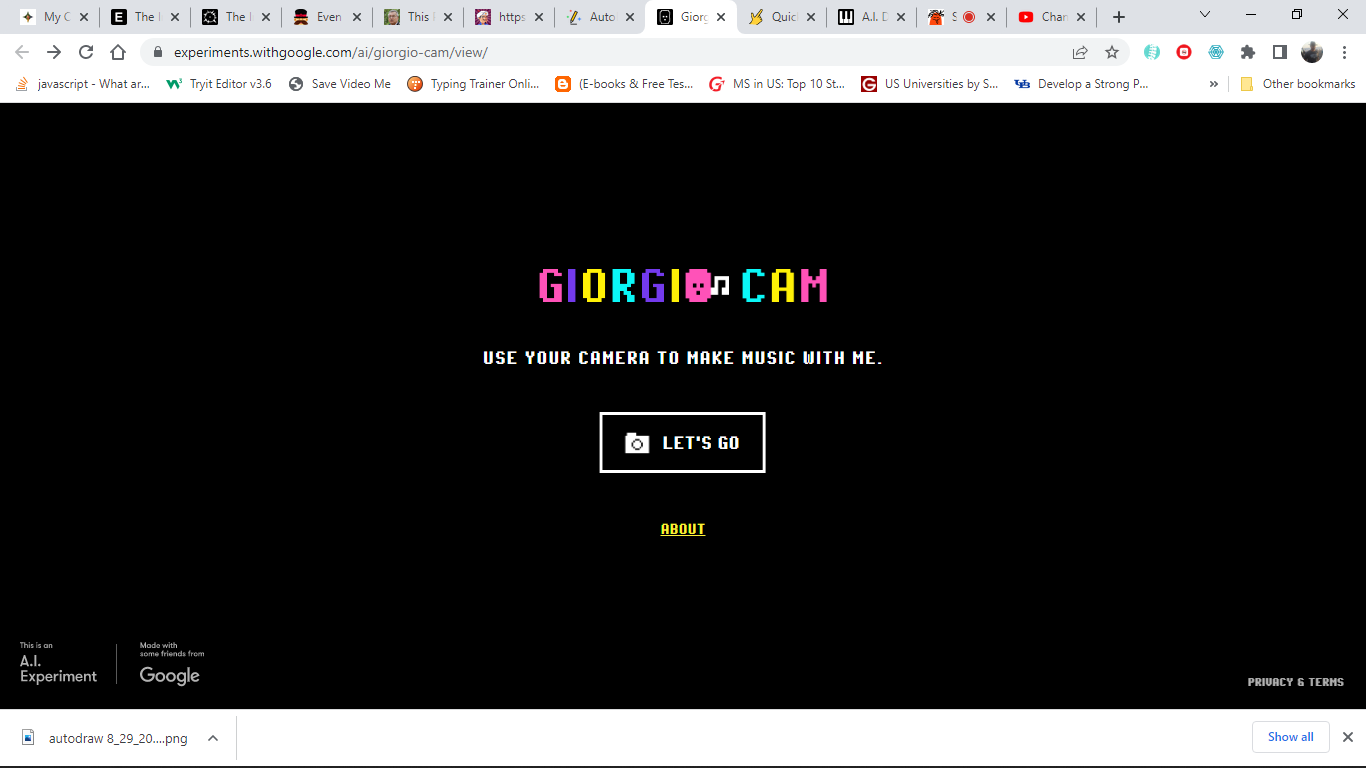 My C
The I
The I
Even
This I
https
Auto
Giorg
Quic
A.I. D
S
Chan
experiments.withgoogle.com/ai/giorgio-cam/view/
javascript - What ar...
Tryit Editor v3.6
Save Video Me
Typing Trainer Onli...
(E-books & Free Tes...
MS in US: Top 10 St...
US Universities by S...
Develop a Strong P...
»
Other bookmarks
GIORGIO CAM
USE YOUR CAMERA TO MAKE MUSIC WITH ME.
LET'S GO
ABOUT
This is an
A.I.
Experiment
Made with
some friends from
Google
PRIVACY & TERMS
autodraw 8_29_20....png
Show all